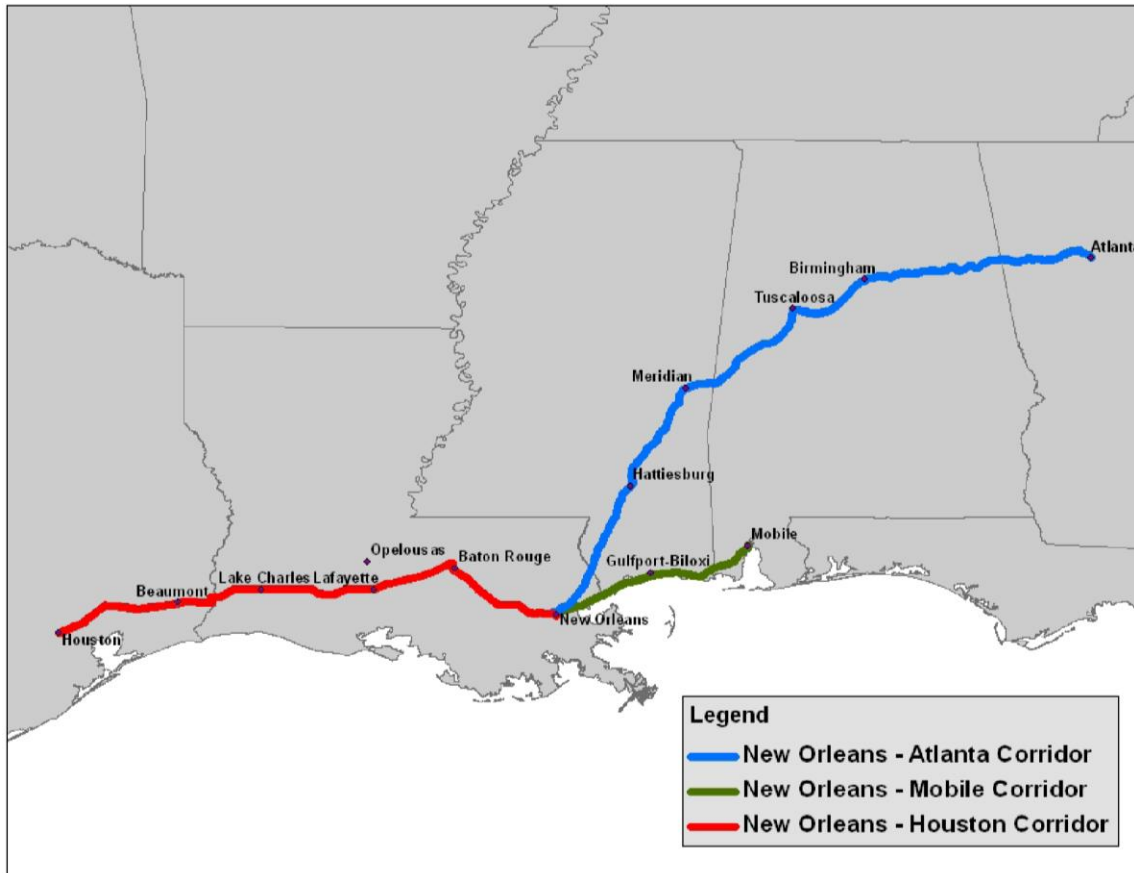 Atlanta
Birmingham
Tuscaloosa
Meridian
Hattiesburg
Mobile
Gulfport-Biloxi
Opelousas
Baton Rouge
Lake Charles
Lafayette
Beaumont
Houston
New Orleans
Legend
New Orleans - Atlanta Corridor
New Orleans - Mobile Corridor
New Orleans - Houston Corridor